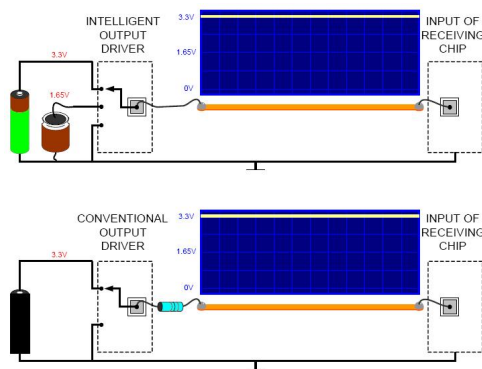 INTELLIGENT
OUTPUT
DRIVER
3.3V
1.65V
3.3V
1.65V
0V
INPUT OF
RECEIVING
CHIP
CONVENTIONAL
OUTPUT
DRIVER
3.3V
3.3V
1.65V
0V
INPUT OF
RECEIVING
CHIP